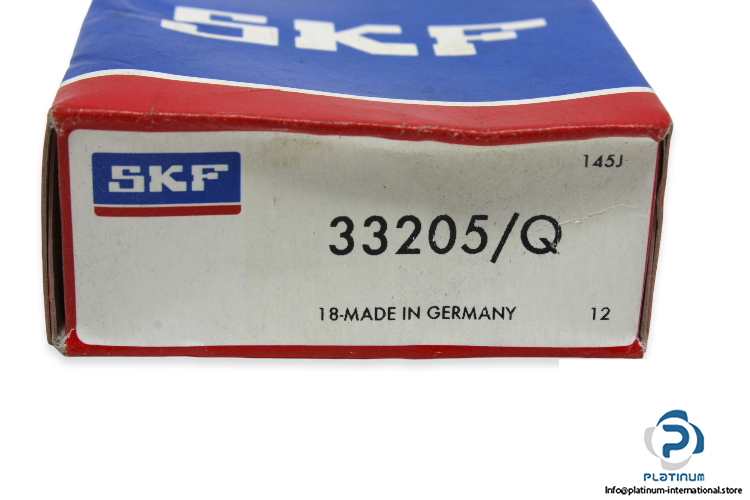 SKF
145J
SKF
33205/Q
18-MADE IN GERMANY
12
PLATINUM
Info@platinum-international.store